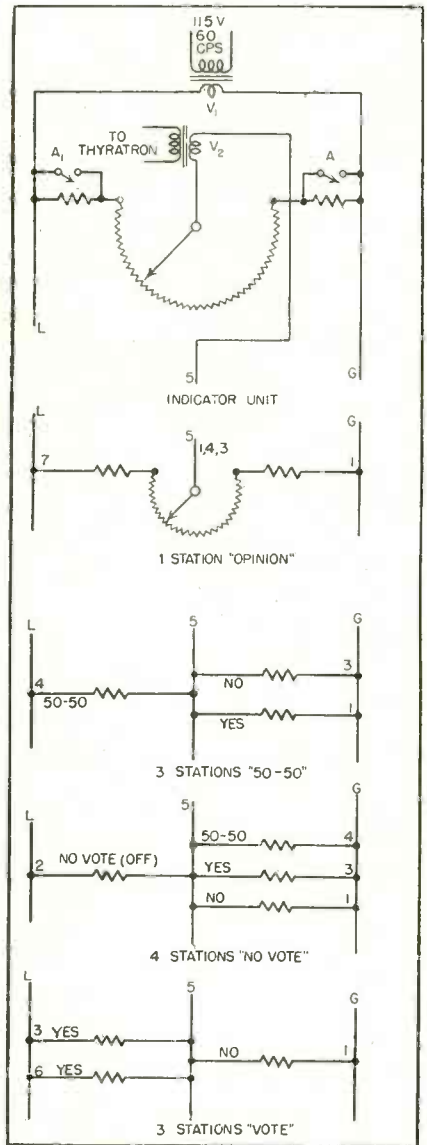 115 V
60
CPS
V1
TO
THYRATRON
V2
A1
A
L
5
G
INDICATOR UNIT
L
5
G
7
1,4,3
1
1 STATION "OPINION"
L
5
G
4
3
50-50
NO
1
YES
3 STATIONS "50-50"
L
5
G
50-50
4
2
NO VOTE (OFF)
YES
3
NO
1
4 STATIONS "NO VOTE"
L
5
G
3 YES
NO
1
6 YES
3 STATIONS "VOTE"